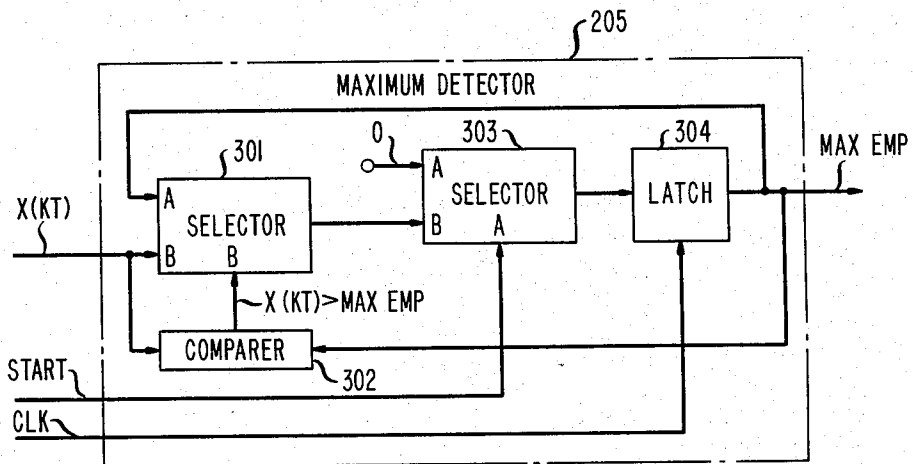 205
MAXIMUM DETECTOR
301
0
303
304
MAX EMP
A
SELECTOR
B
B
A
SELECTOR
B
A
LATCH
X(KT)
X(KT)>MAX EMP
COMPARER
302
START
CLK